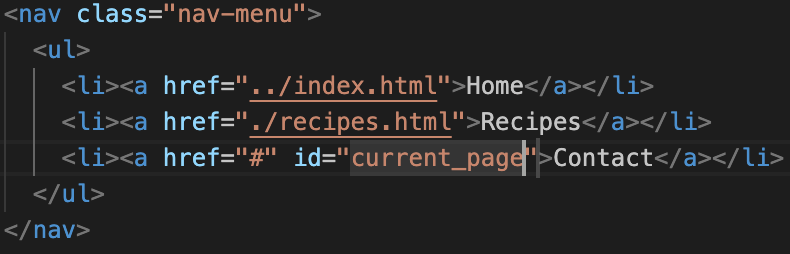 <nav class="nav-menu">
<ul>
<li><a href="../index.html">Home</a></li>
<li><a href="./recipes.html">Recipes</a></li>
<li><a href="#" id="current_page">Contact</a></li>
</ul>
</nav>